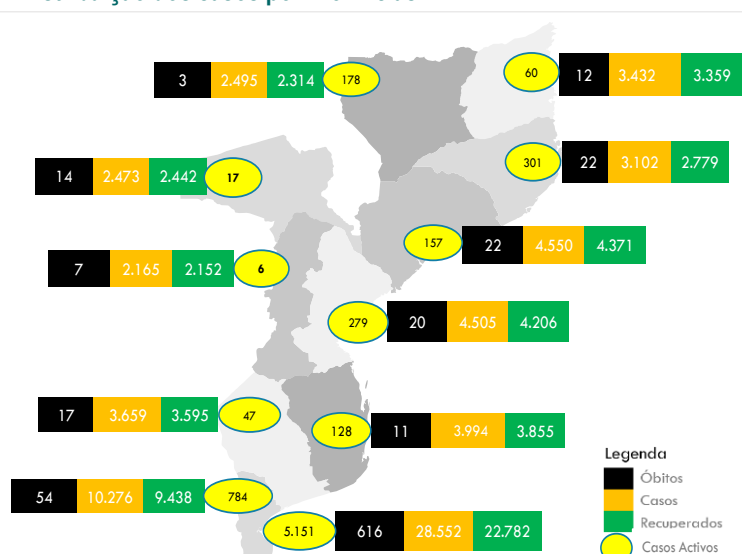 3 2.495 2.314 178
60 12 3.432 3.359
14 2.473 2.442 17
301 22 3.102 2.779
157 22 4.550 4.371
7 2.165 2.152 6
279 20 4.505 4.206
17 3.659 3.595 47
128 11 3.994 3.855
54 10.276 9.438 784
5.151 616 28.552 22.782
Legenda
Óbitos
Casos
Recuperados
Casos Activos